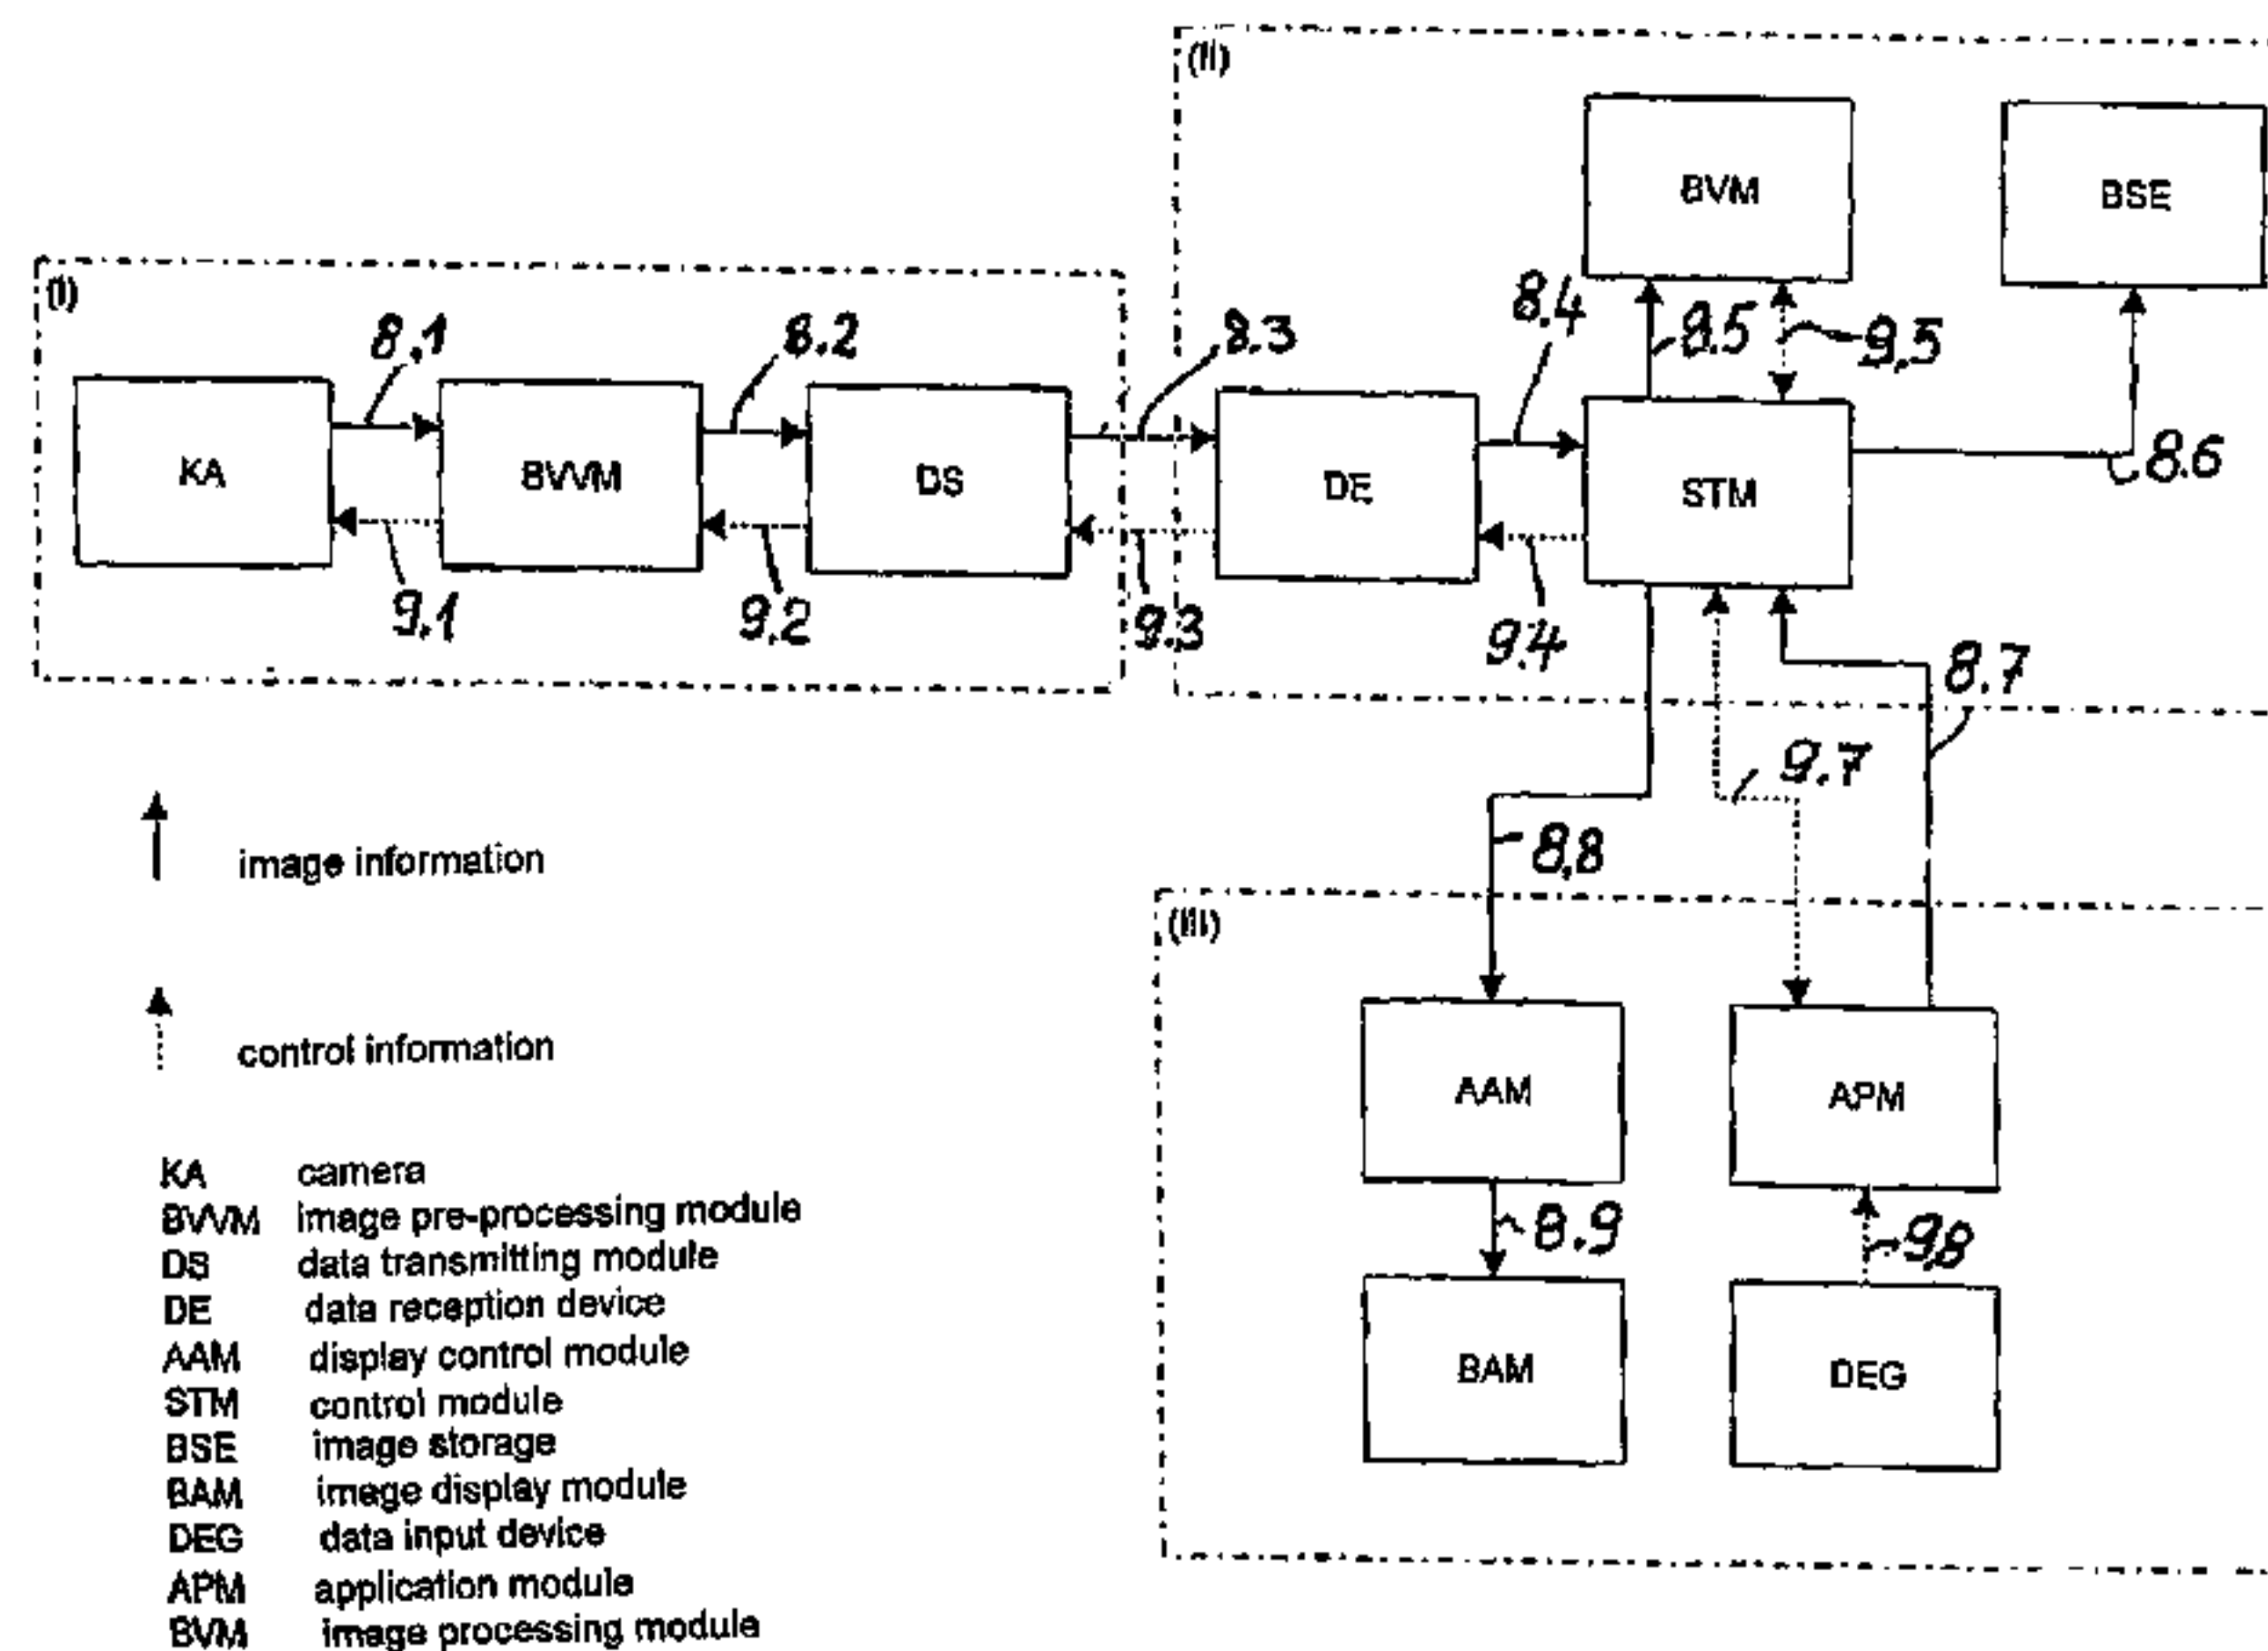 (II)
BVM
BSE
(I)
8.1
8.2
8.3
8.4
8.5
9.5
KA
BVVM
DS
DE
STM
8.6
9.1
9.2
9.3
9.4
8.7
9.7
image information
8.8
(III)
control information
AAM
APM
KA camera
BVVM image pre-processing module
DS data transmitting module
8.9
9.8
DE data reception device
AAM display control module
BAM
DEG
STM control module
BSE image storage
BAM image display module
DEG data input device
APM application module
BVM image processing module